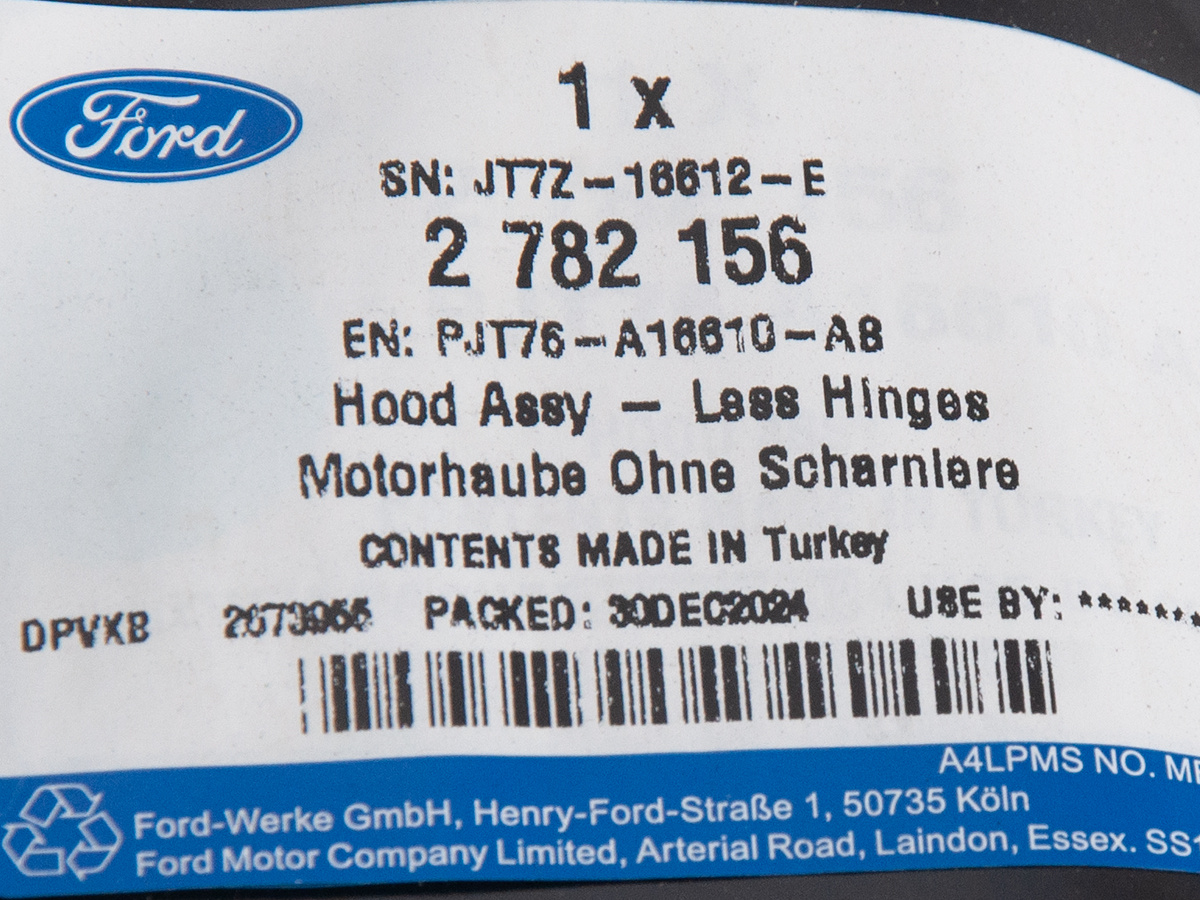 Ford
1 x
SN: JT7Z-16612-E
2 782 156
EN: PJT76-A16610-AB
Hood Assy - Less Hinges
Motorhaube Ohne Scharniere
CONTENTS MADE IN Turkey
DPVXB PACKED: 30DEC2024 USE BY: *******
A4LPMS NO.
Ford-Werke GmbH, Henry-Ford-Straße 1, 50735 Köln
Ford Motor Company Limited, Arterial Road, Laindon, Essex.